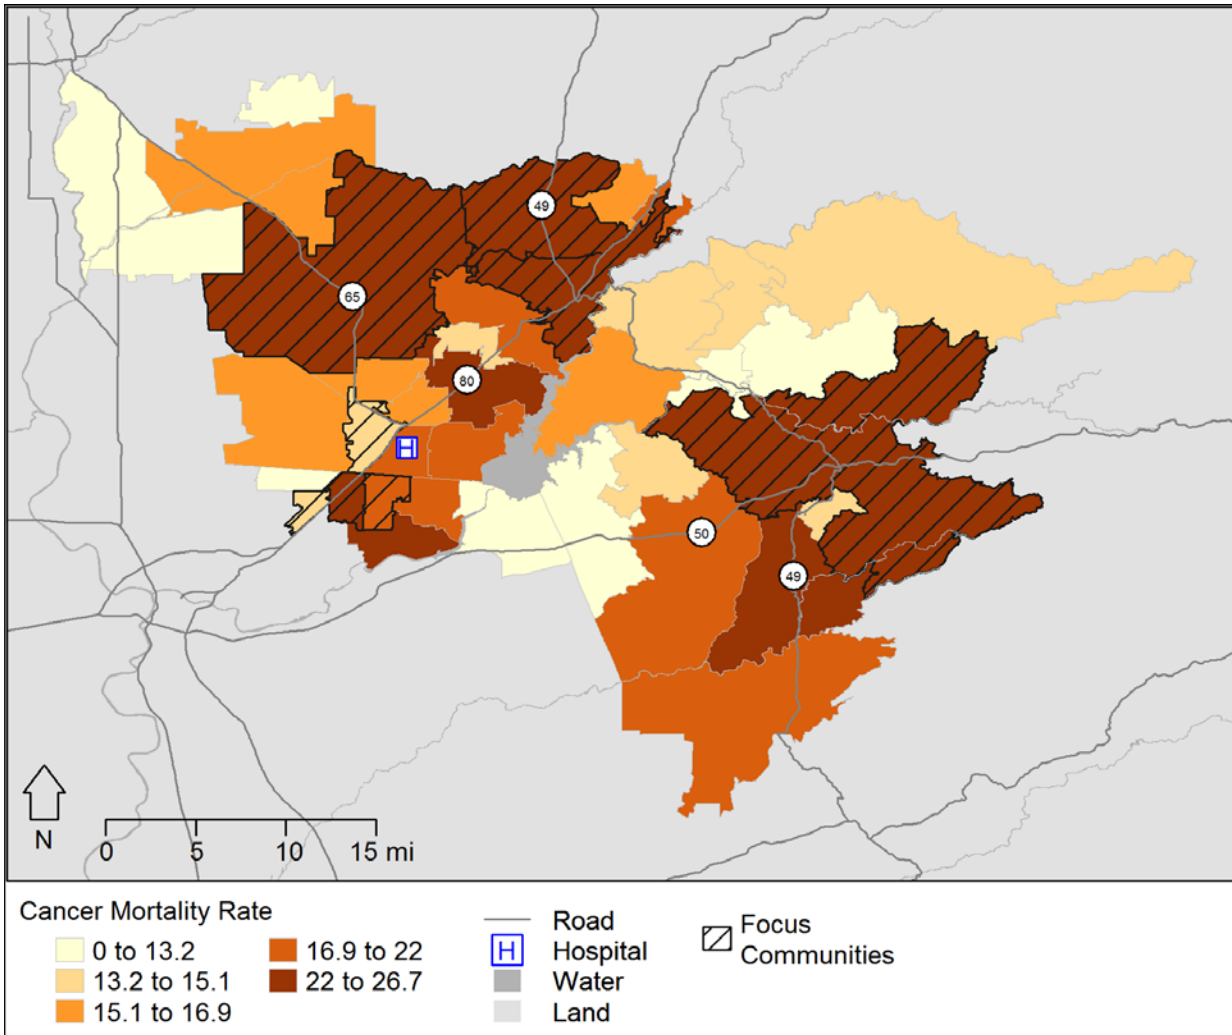 49
65
80
50
49
H
N
0 5 10 15 mi
Cancer Mortality Rate
0 to 13.2
13.2 to 15.1
15.1 to 16.9
16.9 to 22
22 to 26.7
Road
H Hospital
Water
Land
Focus
Communities